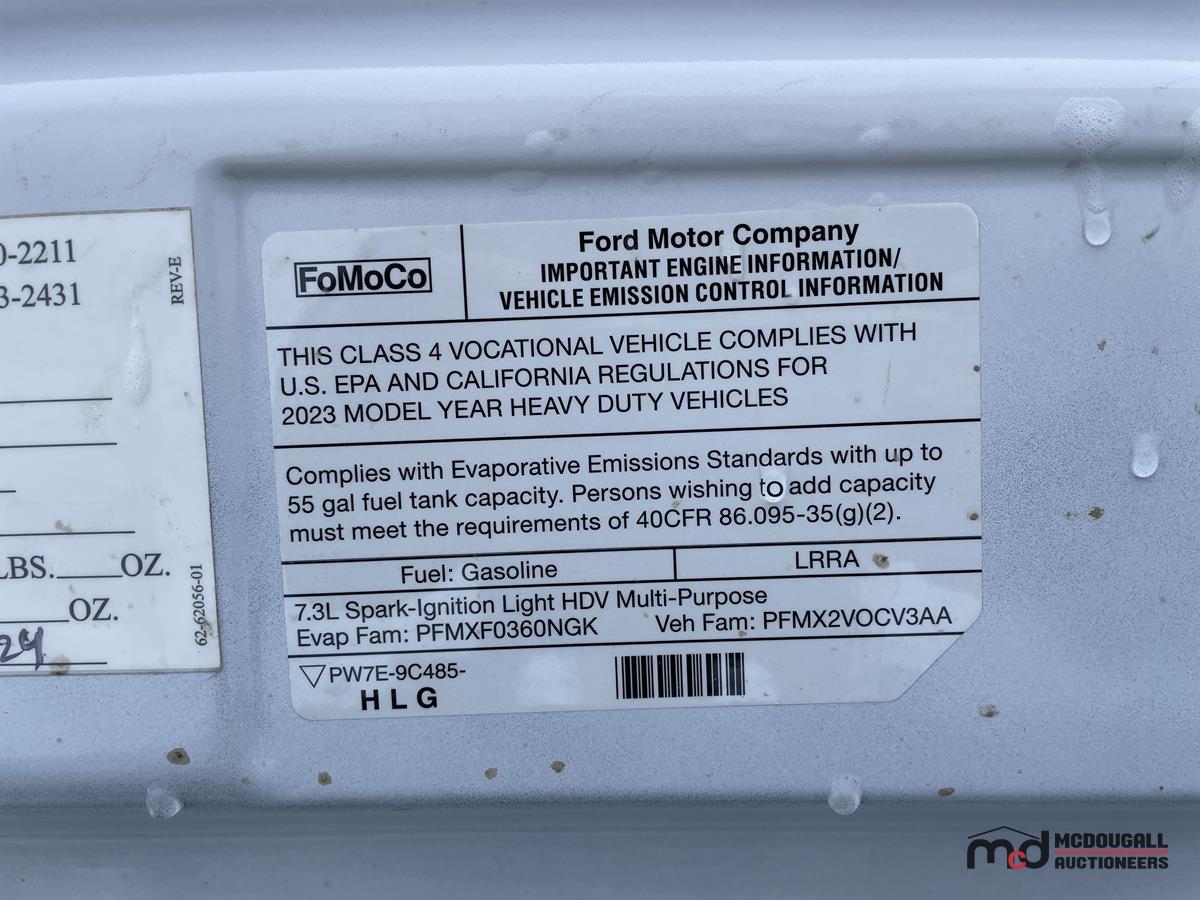 0-2211
3-2431
REV-E
LBS.____OZ.
OZ.
62-62056-01
24
FoMoCo
Ford Motor Company
IMPORTANT ENGINE INFORMATION/
VEHICLE EMISSION CONTROL INFORMATION
THIS CLASS 4 VOCATIONAL VEHICLE COMPLIES WITH
U.S. EPA AND CALIFORNIA REGULATIONS FOR
2023 MODEL YEAR HEAVY DUTY VEHICLES
Complies with Evaporative Emissions Standards with up to
55 gal fuel tank capacity. Persons wishing to add capacity
must meet the requirements of 40CFR 86.095-35(g)(2).
Fuel: Gasoline
LRRA
7.3L Spark-Ignition Light HDV Multi-Purpose
Evap Fam: PFMXF0360NGK Veh Fam: PFMX2VOCV3AA
PW7E-9C485-
H L G
mcd MCDOUGALL
AUCTIONEERS